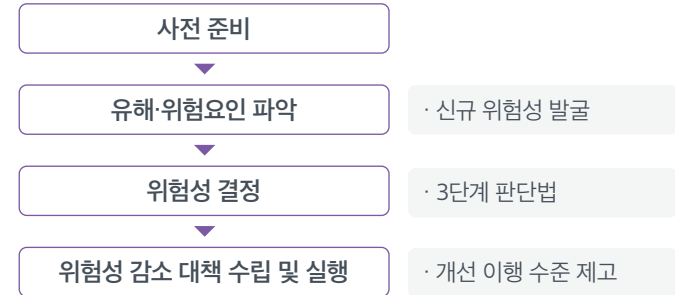 사전 준비
유해·위험요인 파악
· 신규 위험성 발굴
위험성 결정
· 3단계 판단법
위험성 감소 대책 수립 및 실행
· 개선 이행 수준 제고